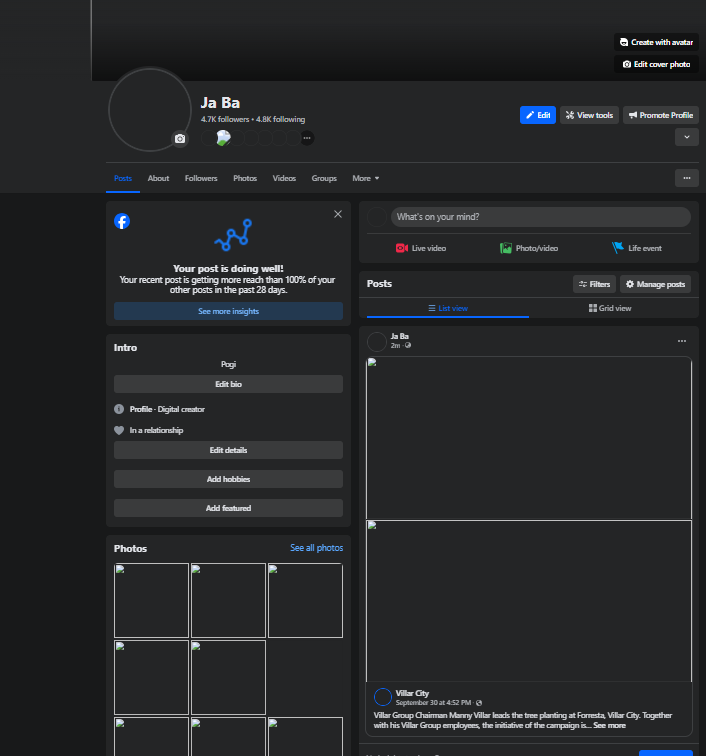 Create with avatar
Edit cover photo
Ja Ba
4.7K followers • 4.8K following
Edit
View tools
Promote Profile
Posts
About
Followers
Photos
Videos
Groups
More
Your post is doing well!
Your recent post is getting more reach than 100% of your
other posts in the past 28 days.
See more insights
Intro
Pogi
Edit bio
Profile · Digital creator
In a relationship
Edit details
Add hobbies
Add featured
Photos
See all photos
What's on your mind?
Live video
Photo/video
Life event
Posts
Filters
Manage posts
List view
Grid view
Ja Ba
2m ·
Villar City
September 30 at 4:52 PM ·
Villar Group Chairman Manny Villar leads the tree planting at Forresta, Villar City. Together
with his Villar Group employees, the initiative of the campaign is... See more